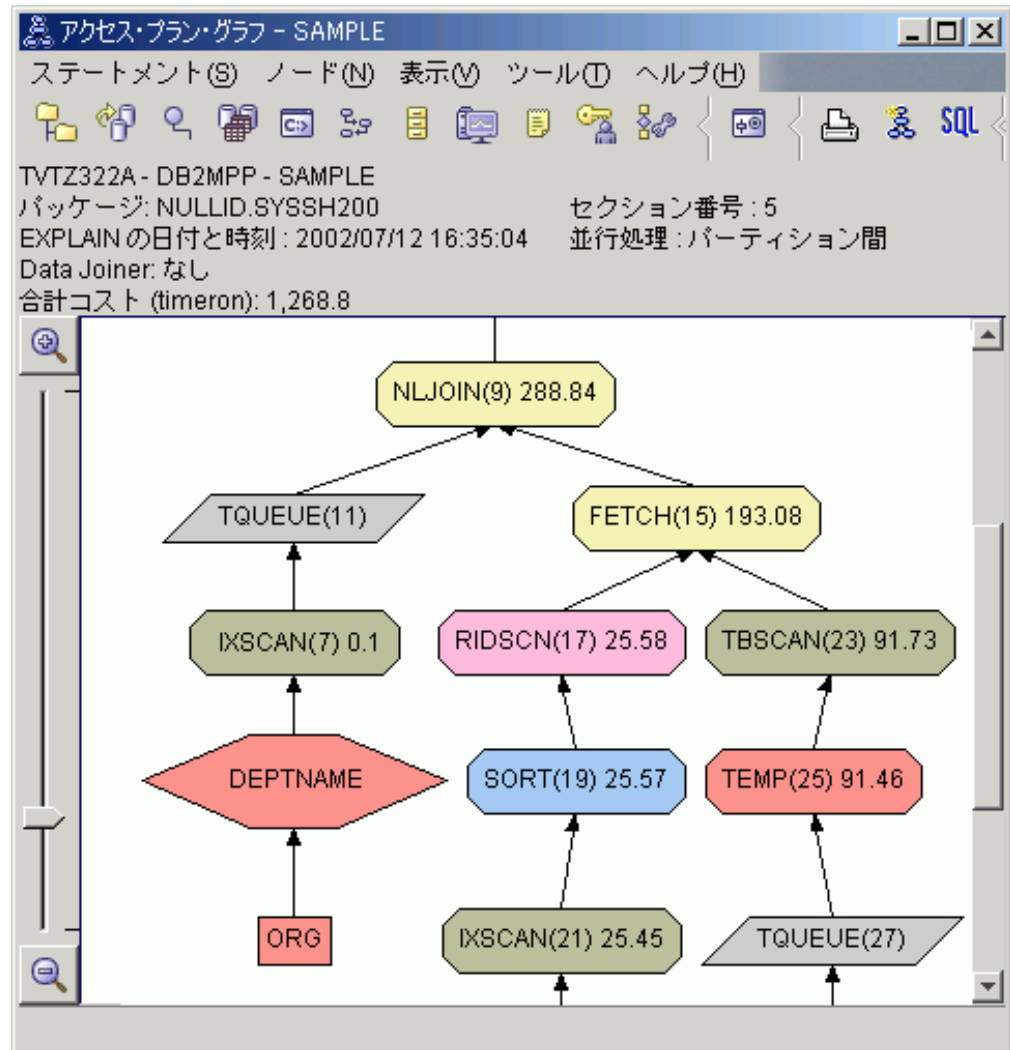 アクセス・プラン・グラフ - SAMPLE
ステートメント(S) ノード(N) 表示(V) ツール(T) ヘルプ(H)
C:> SQL
TVTZ322A - DB2MPP - SAMPLE
パッケージ: NULLID.SYSSH200 セクション番号 : 5
EXPLAIN の日付と時刻 : 2002/07/12 16:35:04 並行処理 : パーティション間
Data Joiner: なし
合計コスト (timeron): 1,268.8
NLJOIN(9) 288.84
TQUEUE(11) FETCH(15) 193.08
IXSCAN(7) 0.1 RIDSCN(17) 25.58 TBSCAN(23) 91.73
DEPTNAME SORT(19) 25.57 TEMP(25) 91.46
ORG IXSCAN(21) 25.45 TQUEUE(27)